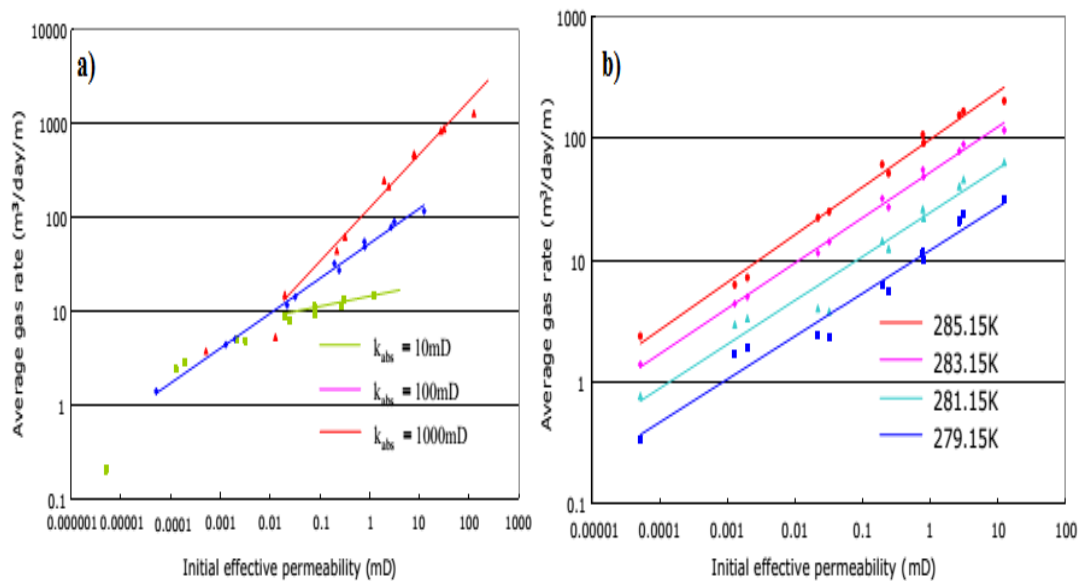 a)
Average gas rate (m³/day/m)
10000
1000
100
10
1
0.1
0.000001 0.00001 0.0001 0.001 0.01 0.1 1 10 100 1000
Initial effective permeability (mD)
k_abs = 10mD
k_abs = 100mD
k_abs = 1000mD
b)
Average gas rate (m³/day/m)
1000
100
10
1
0.1
0.00001 0.0001 0.001 0.01 0.1 1 10 100
Initial effective permeability (mD)
285.15K
283.15K
281.15K
279.15K